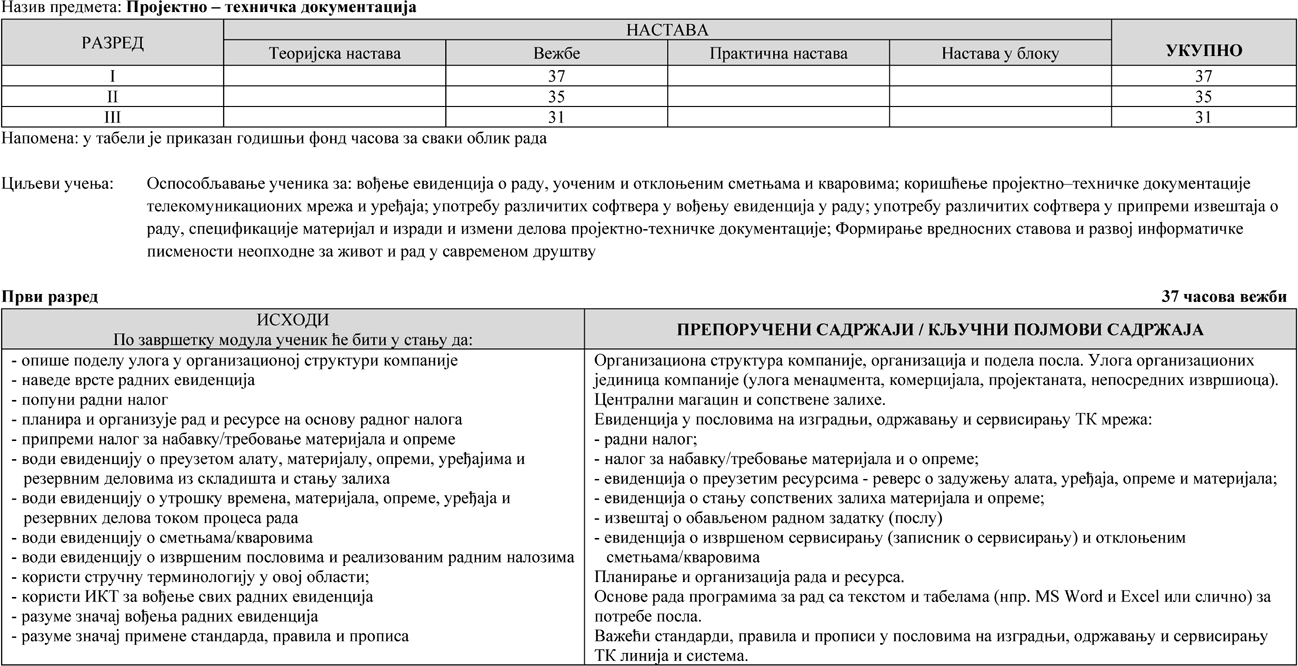 Назив предмета: Пројектно – техничка документација
РАЗРЕД НАСТАВА УКУПНО
Теоријска настава Вежбе Практична настава Настава у блоку
I 37 37
II 35 35
III 31 31
Напомена: у табели је приказан годишњи фонд часова за сваки облик рада
Циљеви учења: Оспособљавање ученика за: вођење евиденција о раду, уоченим и отклоњеним сметњама и кваровима; коришћење пројектно–техничке документације
телекомуникационих мрежа и уређаја; употребу различитих софтвера у вођењу евиденција у раду; употребу различитих софтвера у припреми извештаја о
раду, спецификације материјал и изради и измени делова пројектно-техничке документације; Формирање вредносних ставова и развој информатичке
писмености неопходне за живот и рад у савременом друштву
Први разред 37 часова вежби
ИСХОДИ
По завршетку модула ученик ће бити у стању да:
- опише поделу улога у организационој структури компаније
- наведе врсте радних евиденција
- попуни радни налог
- планира и организује рад и ресурсе на основу радног налога
- припреми налог за набавку/требовање материјала и опреме
- води евиденцију о преузетом алату, материјалу, опреми, уређајима и
резервним деловима из складишта и стању залиха
- води евиденцију о утрошку времена, материјала, опреме, уређаја и
резервних делова током процеса рада
- води евиденцију о сметњама/кваровима
- води евиденцију о извршеним пословима и реализованим радним налозима
- користи стручну терминологију у овој области;
- користи ИКТ за вођење својих радних евиденција
- разуме значај вођења радних евиденција
- разуме значај примене стандарда, правила и прописа
ПРЕПОРУЧЕНИ САДРЖАЈИ / КЉУЧНИ ПОЈМОВИ САДРЖАЈА
Организациона структура компаније, организација и подела посла. Улога организационих
јединица компаније (улога менаџмента, комерцијала, пројектаната, непосредних извршиоца).
Централни магацин и сопствене залихе.
Евиденција у пословима на изградњи, одржавању и сервисирању ТК мрежа:
- радни налог;
- налог за набавку/требовање материјала и о опреме;
- евиденција о преузетим ресурсима - реверс о задужењу алата, уређаја, опреме и материјала;
- евиденција о стању сопствених залиха материјала и опреме;
- извештај о обављеном радном задатку (послу)
- евиденција о извршеном сервисирању (записник о сервисирању) и отклоњеним
сметњама/кваровима
Планирање и организација рада и ресурса.
Основе рада програмима за рад са текстом и табелама (нпр. MS Word и Excel или слично) за
потребе посла.
Важећи стандарди, правила и прописи у пословима на изградњи, одржавању и сервисирању
ТК линија и система.